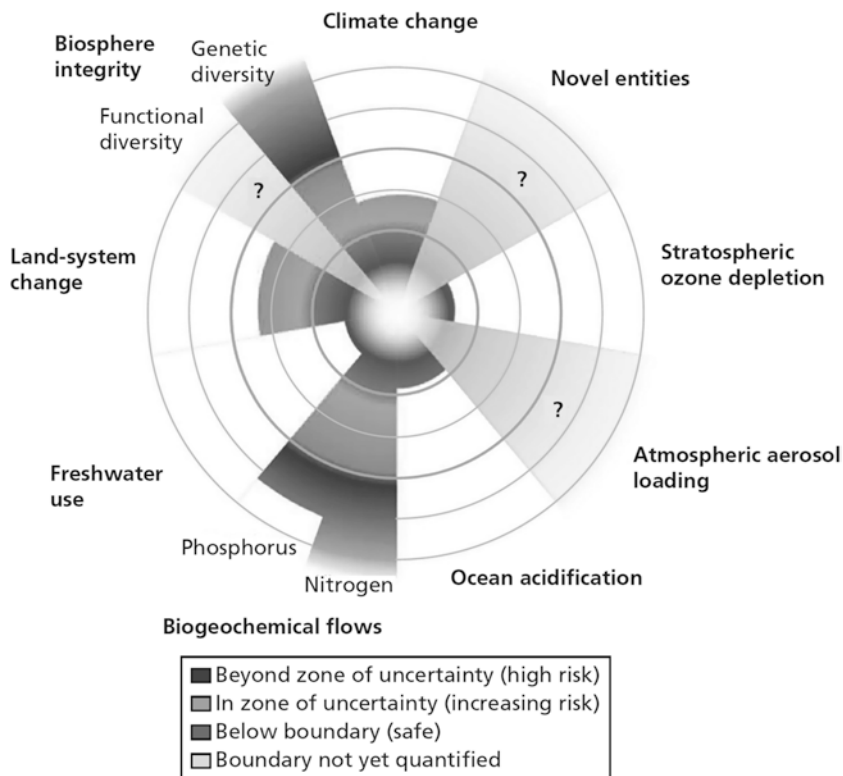 Climate change
Biosphere
integrity
Genetic
diversity
Novel entities
Functional
diversity
?
?
Land-system
change
Stratospheric
ozone depletion
?
Freshwater
use
Atmospheric aerosol
loading
Phosphorus
Nitrogen
Ocean acidification
Biogeochemical flows
Beyond zone of uncertainty (high risk)
In zone of uncertainty (increasing risk)
Below boundary (safe)
Boundary not yet quantified